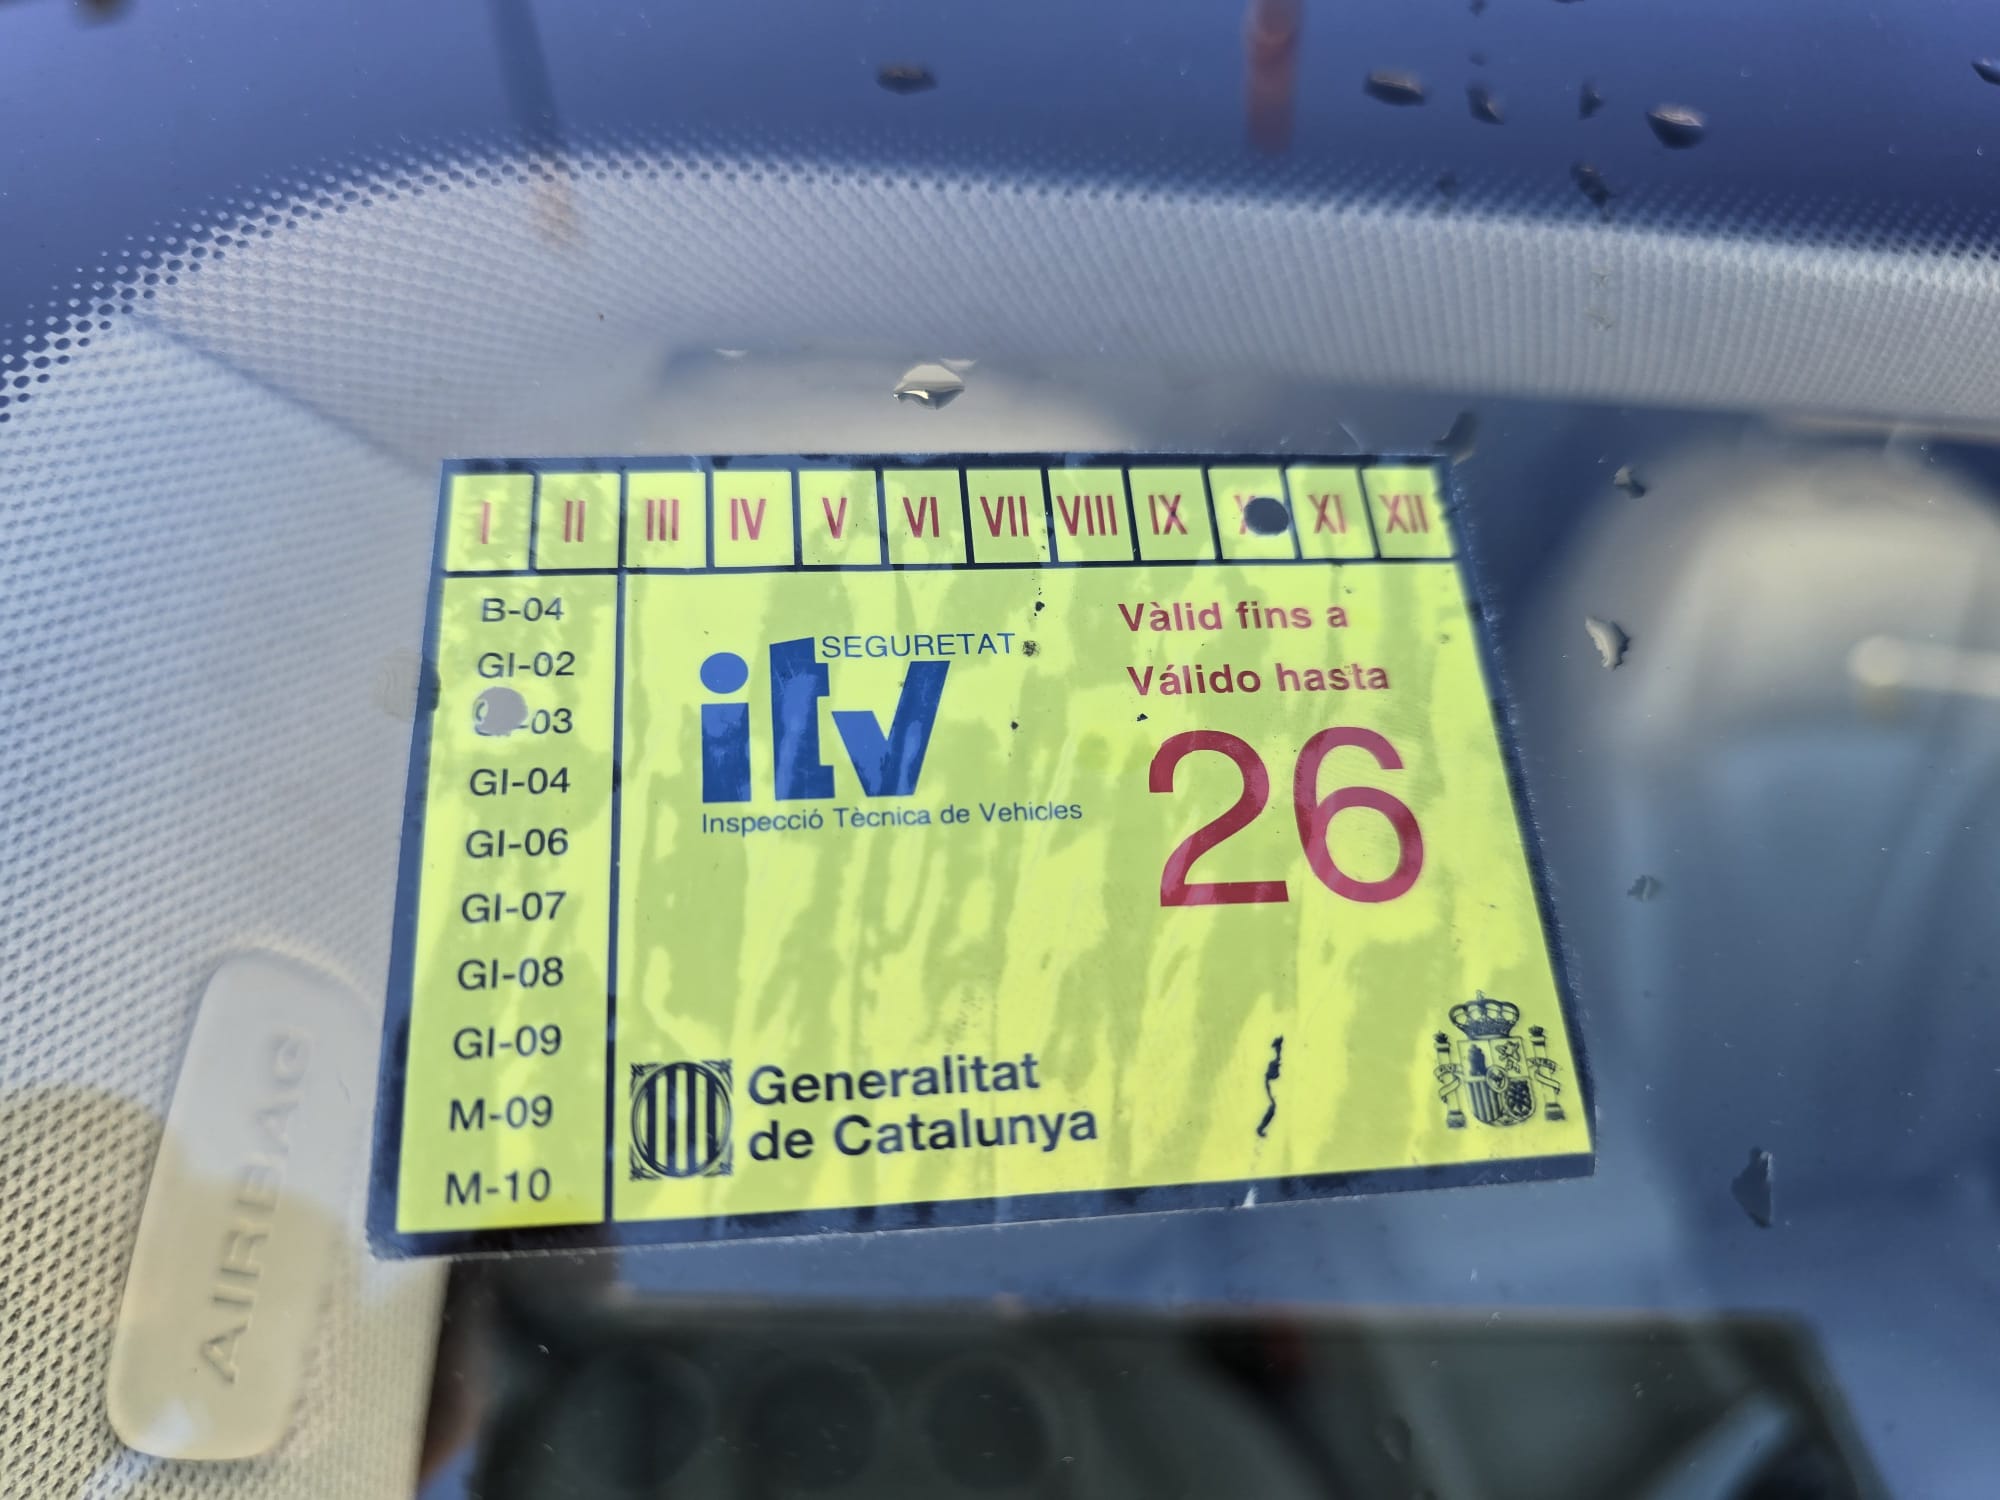 I II III IV V VI VII VIII IX X XI XII
B-04
GI-02
-03
GI-04
GI-06
GI-07
GI-08
GI-09
M-09
M-10
SEGURETAT
itv
Inspecció Tècnica de Vehicles
Vàlid fins a
Válido hasta
26
Generalitat
de Catalunya
AIRBAG